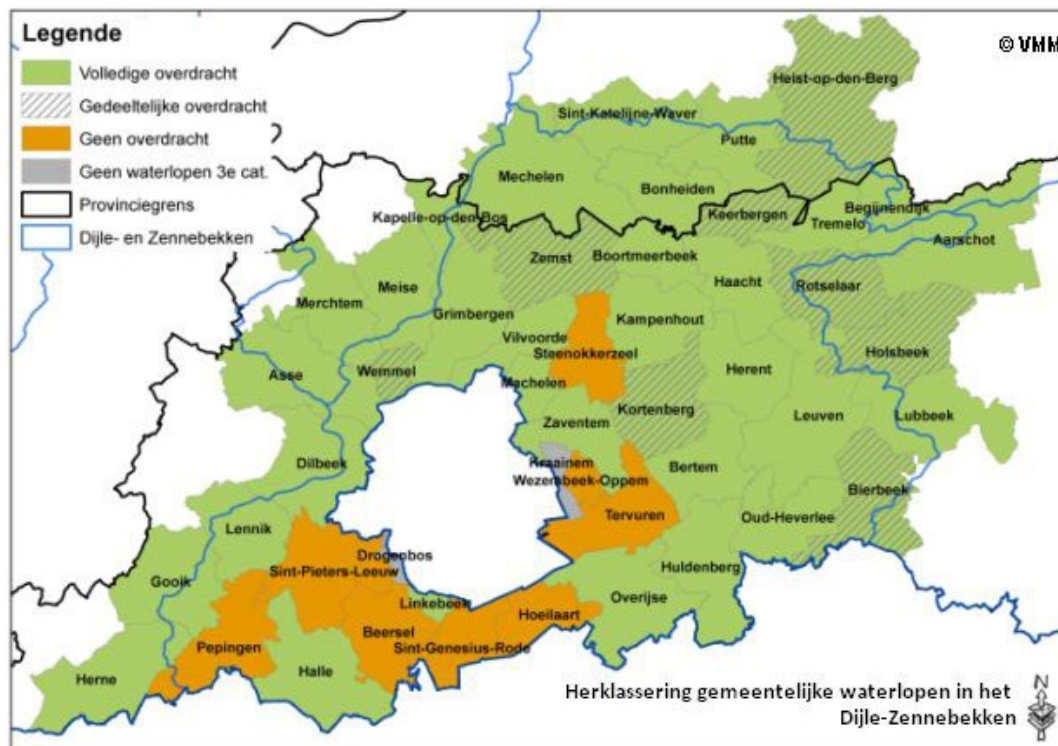 Legende
Volledige overdracht
Gedeeltelijke overdracht
Geen overdracht
Geen waterlopen 3e cat.
Provinciegrens
Dijle- en Zennebekken
© VMM
Heist-op-den-Berg
Sint-Katelijne-Waver
Putte
Mechelen
Bonheiden
Kapelle-op-den-Bos
Keerbergen
Begijnendijk
Tremelo
Aarschot
Zemst
Boortmeerbeek
Haacht
Rotselaar
Meise
Merchtem
Grimbergen
Kampenhout
Vilvoorde
Steenokkerzeel
Holsbeek
Asse
Wemmel
Machelen
Herent
Kortenberg
Leuven
Lubbeek
Zaventem
Dilbeek
Kraainem
Wezembeek-Oppem
Bertem
Bierbeek
Tervuren
Oud-Heverlee
Lennik
Drogenbos
Sint-Pieters-Leeuw
Gooik
Huldenberg
Linkebeek
Overijse
Hoeilaart
Beersel
Sint-Genesius-Rode
Pepingen
Halle
Herne
Herklassering gemeentelijke waterlopen in het
Dijle-Zennebekken
N